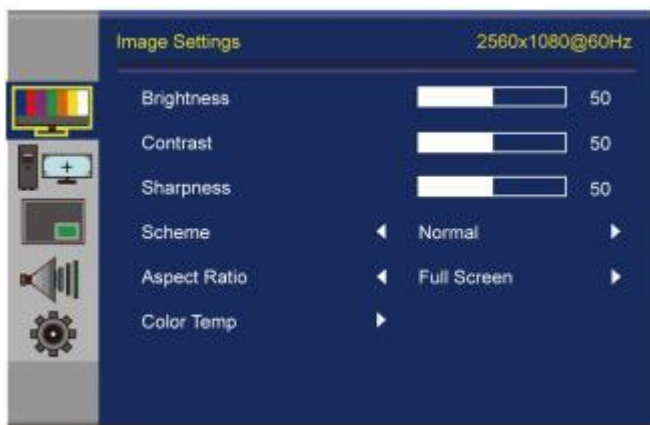 Image Settings 2560x1080@60Hz
Brightness 50
Contrast 50
Sharpness 50
Scheme Normal
Aspect Ratio Full Screen
Color Temp